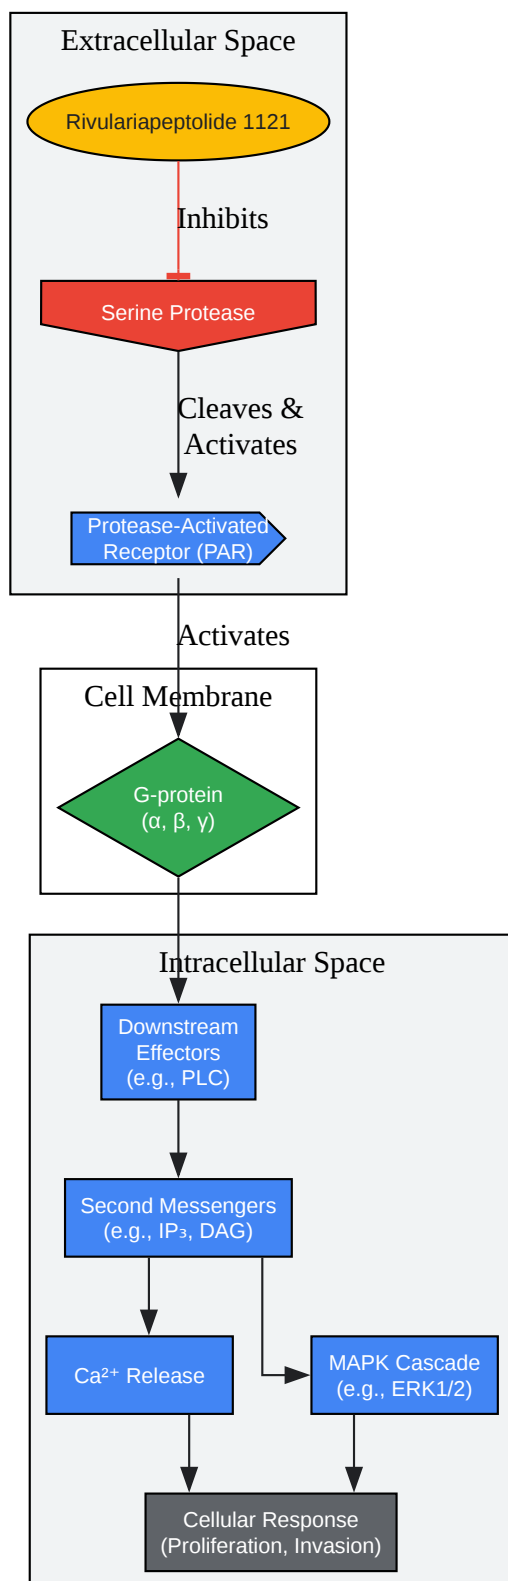 Extracellular Space
Rivulariapeptolide 1121
Inhibits
Serine Protease
Cleaves &
Activates
Protease-Activated
Receptor (PAR)
Activates
Cell Membrane
G-protein
(α, β, γ)
Intracellular Space
Downstream
Effectors
(e.g., PLC)
Second Messengers
(e.g., IP₃, DAG)
Ca²⁺ Release
MAPK Cascade
(e.g., ERK1/2)
Cellular Response
(Proliferation, Invasion)